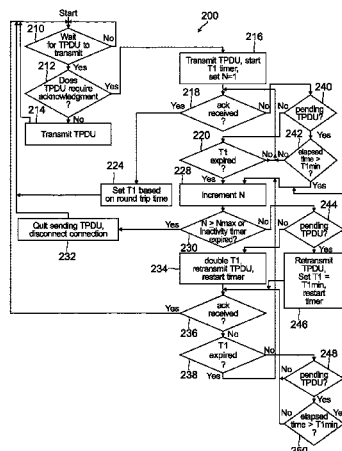 Start
200
210
Wait
for TPDU to
transmit
No
Yes
212
Does
TPDU require
acknowledgment
?
Yes
No
214
Transmit TPDU
216
Transmit TPDU, start
T1 timer,
set N=1
218
ack
received
?
No
Yes
240
pending
TPDU?
No
Yes
220
T1
expired
?
No
Yes
242
elapsed
time >
T1min
?
No
Yes
224
Set T1 based
on round trip time
228
Increment N
230
N > Nmax or
Inactivity timer
expired?
Yes
No
232
Quit sending TPDU,
disconnect connection
244
pending
TPDU?
No
Yes
234
double T1,
retransmit TPDU,
restart timer
246
Retransmit
TPDU,
Set T1 =
T1min,
restart
timer
236
ack
received
?
Yes
No
238
T1
expired
?
No
Yes
248
pending
TPDU?
No
Yes
250
elapsed
time > T1min
?
No
Yes